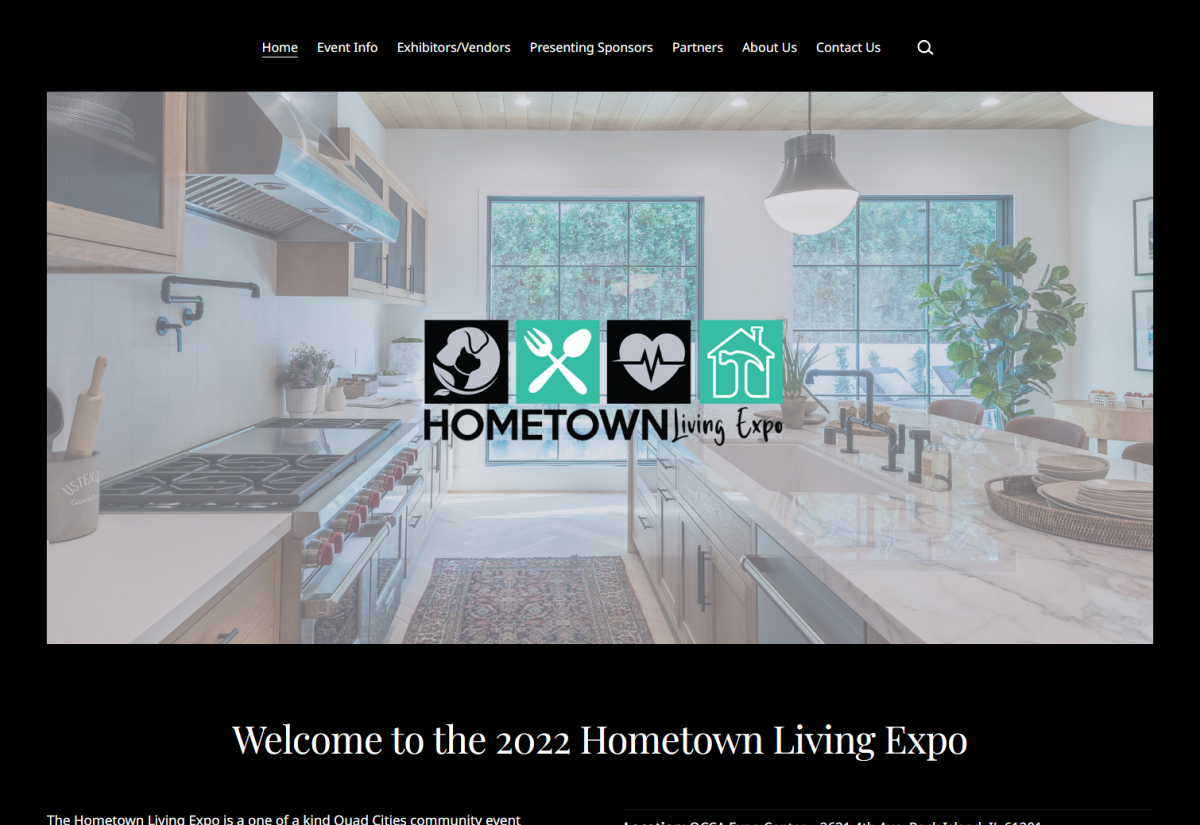 Home Event Info Exhibitors/Vendors Presenting Sponsors Partners About Us Contact Us
HOMETOWN Living Expo
Welcome to the 2022 Hometown Living Expo
The Hometown Living Expo is a one of a kind Quad Cities community event